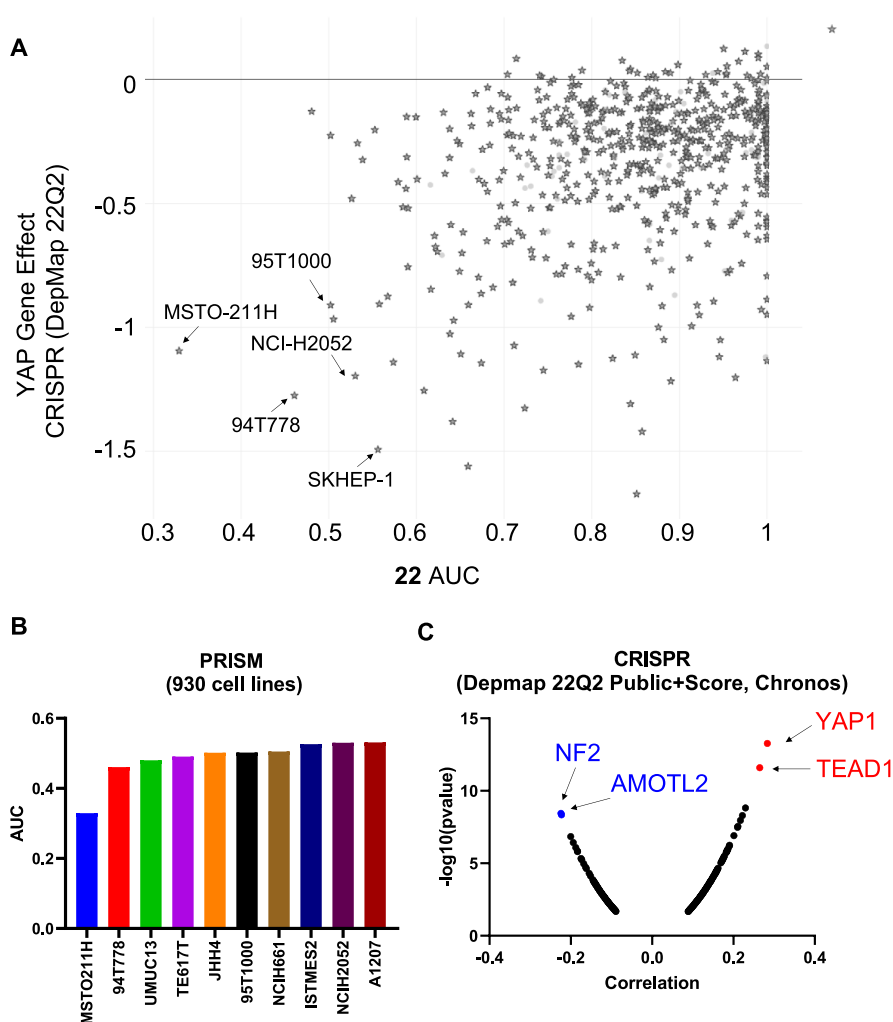 A
YAP Gene Effect
CRISPR (DepMap 22Q2)
0
-0.5
-1
-1.5
95T1000
MSTO-211H
NCI-H2052
94T778
SKHEP-1
0.3 0.4 0.5 0.6 0.7 0.8 0.9 1
22 AUC
B
PRISM
(930 cell lines)
AUC
0.6
0.4
0.2
0.0
MSTO211H
94T778
UMUC13
TE617T
JHH4
95T1000
NCIH661
ISTMES2
NCIH2052
A1207
C
CRISPR
(Depmap 22Q2 Public+Score, Chronos)
-log10(pvalue)
15
10
5
0
YAP1
TEAD1
NF2
AMOTL2
-0.4 -0.2 0.0 0.2 0.4
Correlation